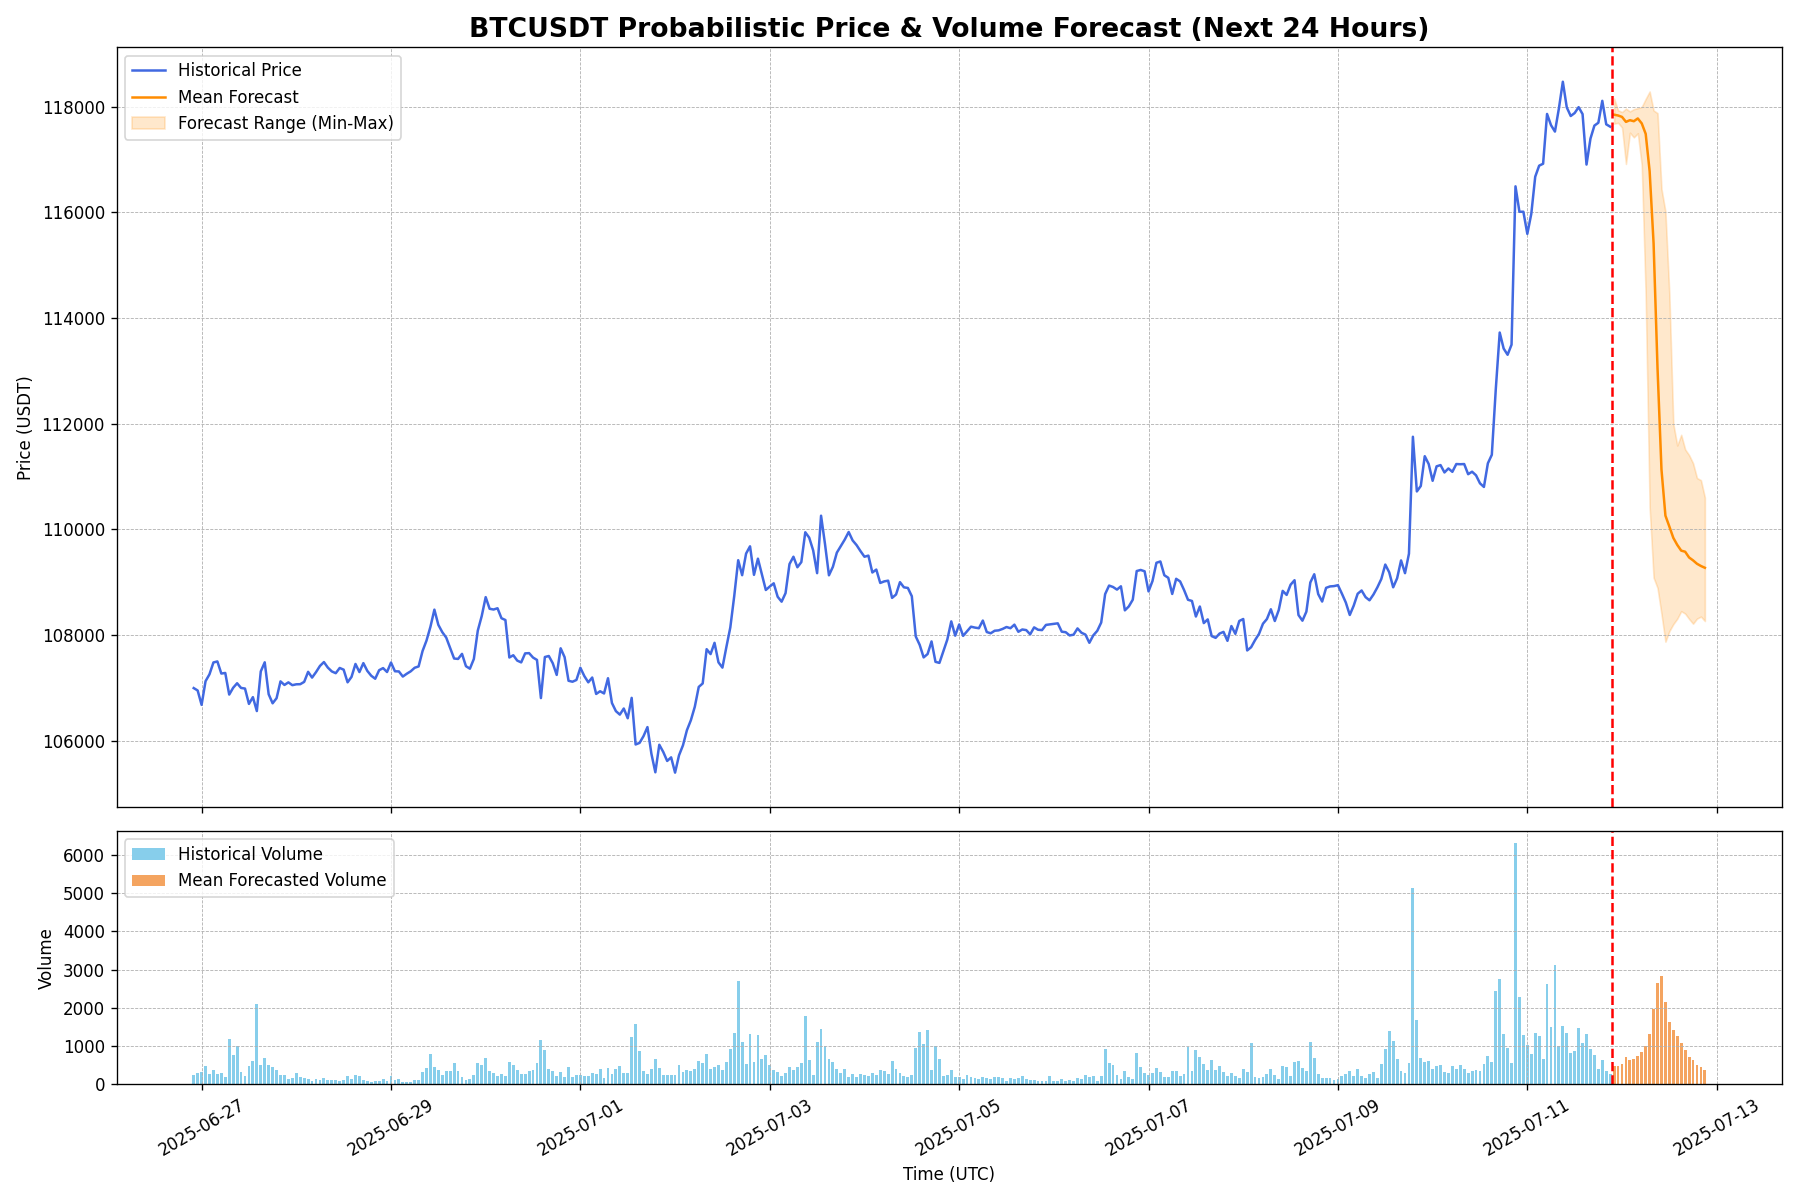 BTCUSDT Probabilistic Price & Volume Forecast (Next 24 Hours)
Historical Price
Mean Forecast
Forecast Range (Min-Max)
118000
116000
114000
112000
110000
108000
106000
Price (USDT)
Historical Volume
Mean Forecasted Volume
6000
5000
4000
3000
2000
1000
0
Volume
2025-06-27
2025-06-29
2025-07-01
2025-07-03
2025-07-05
2025-07-07
2025-07-09
2025-07-11
2025-07-13
Time (UTC)